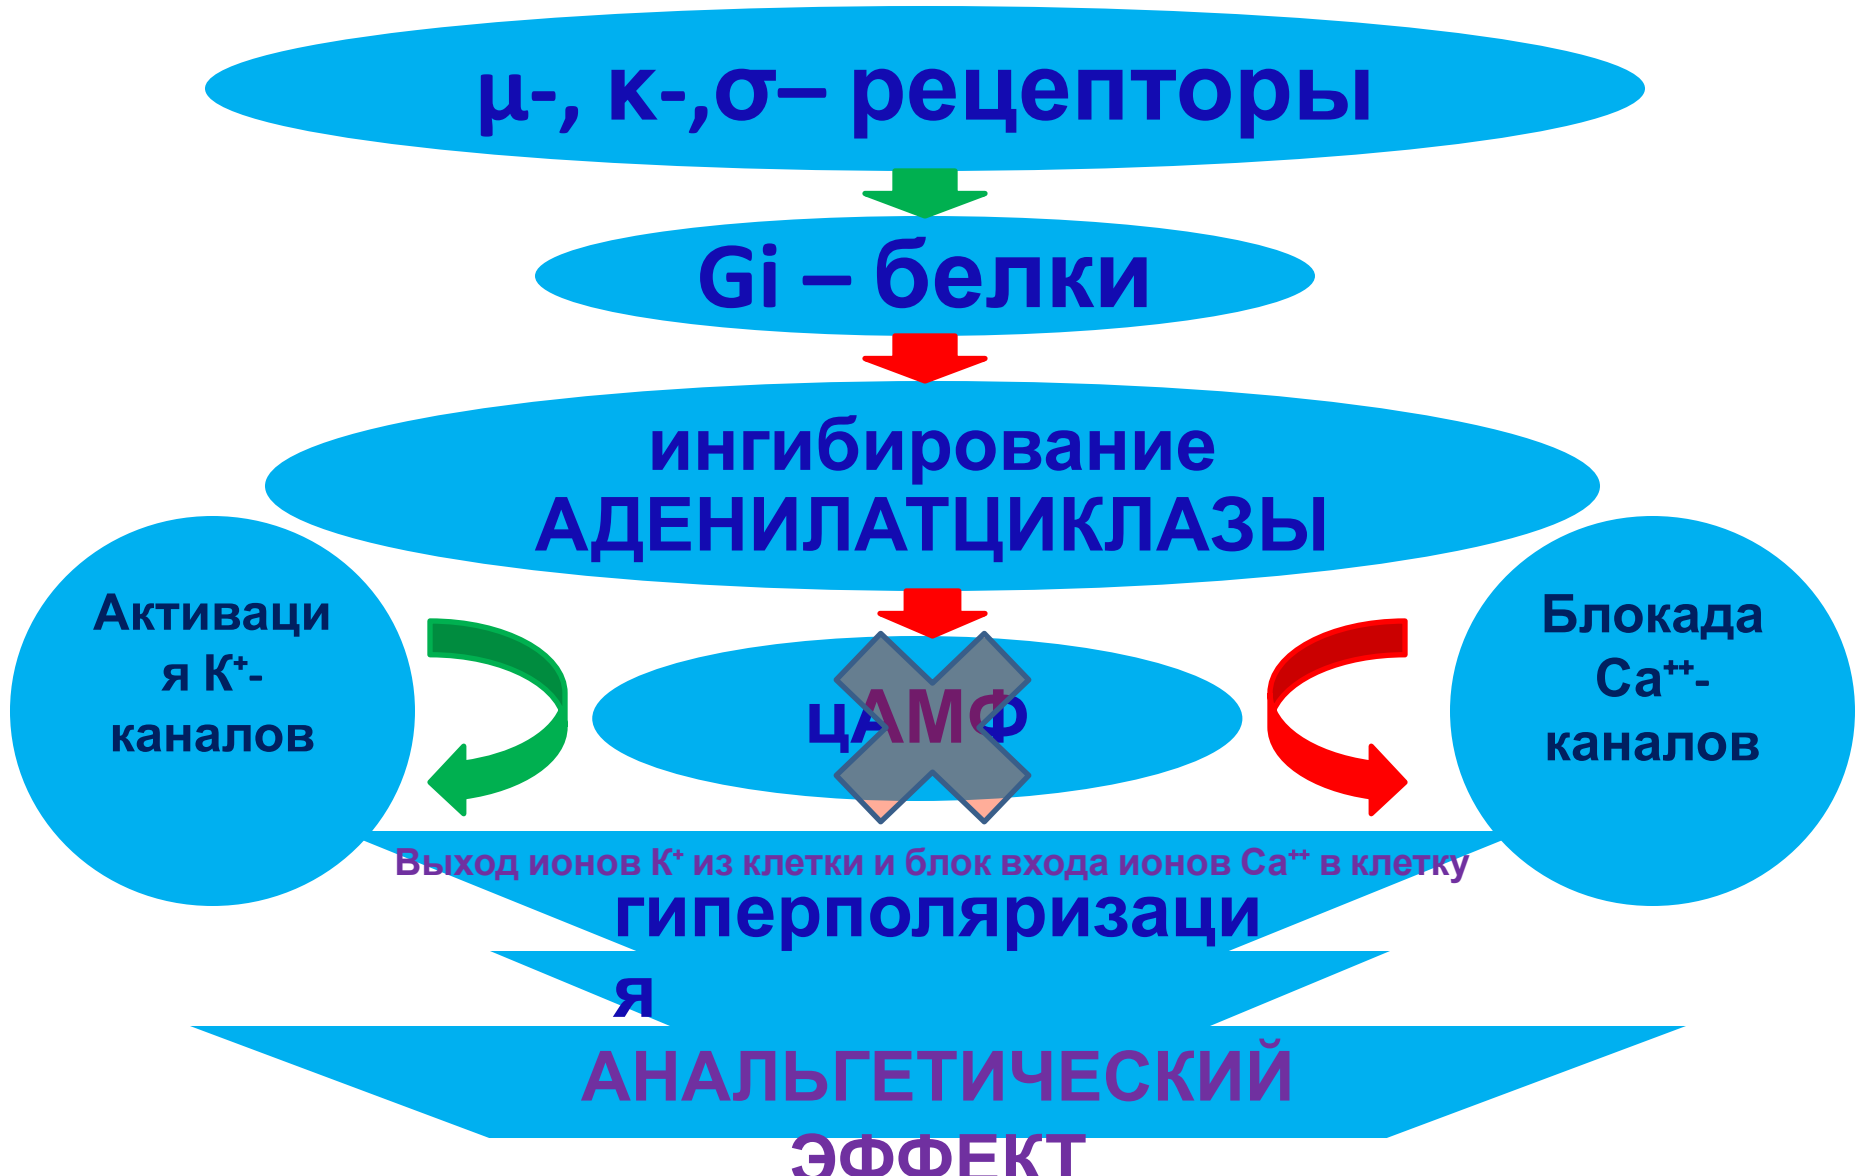 μ-, κ-,σ– рецепторы
Gi – белки
ингибирование
АДЕНИЛАТЦИКЛАЗЫ
Активаци
я К⁺-
каналов
цАМФ
Блокада
Са⁺⁺-
каналов
Выход ионов К⁺ из клетки и блок входа ионов Са⁺⁺ в клетку
гиперполяризаци
я
АНАЛЬГЕТИЧЕСКИЙ
ЭФФЕКТ